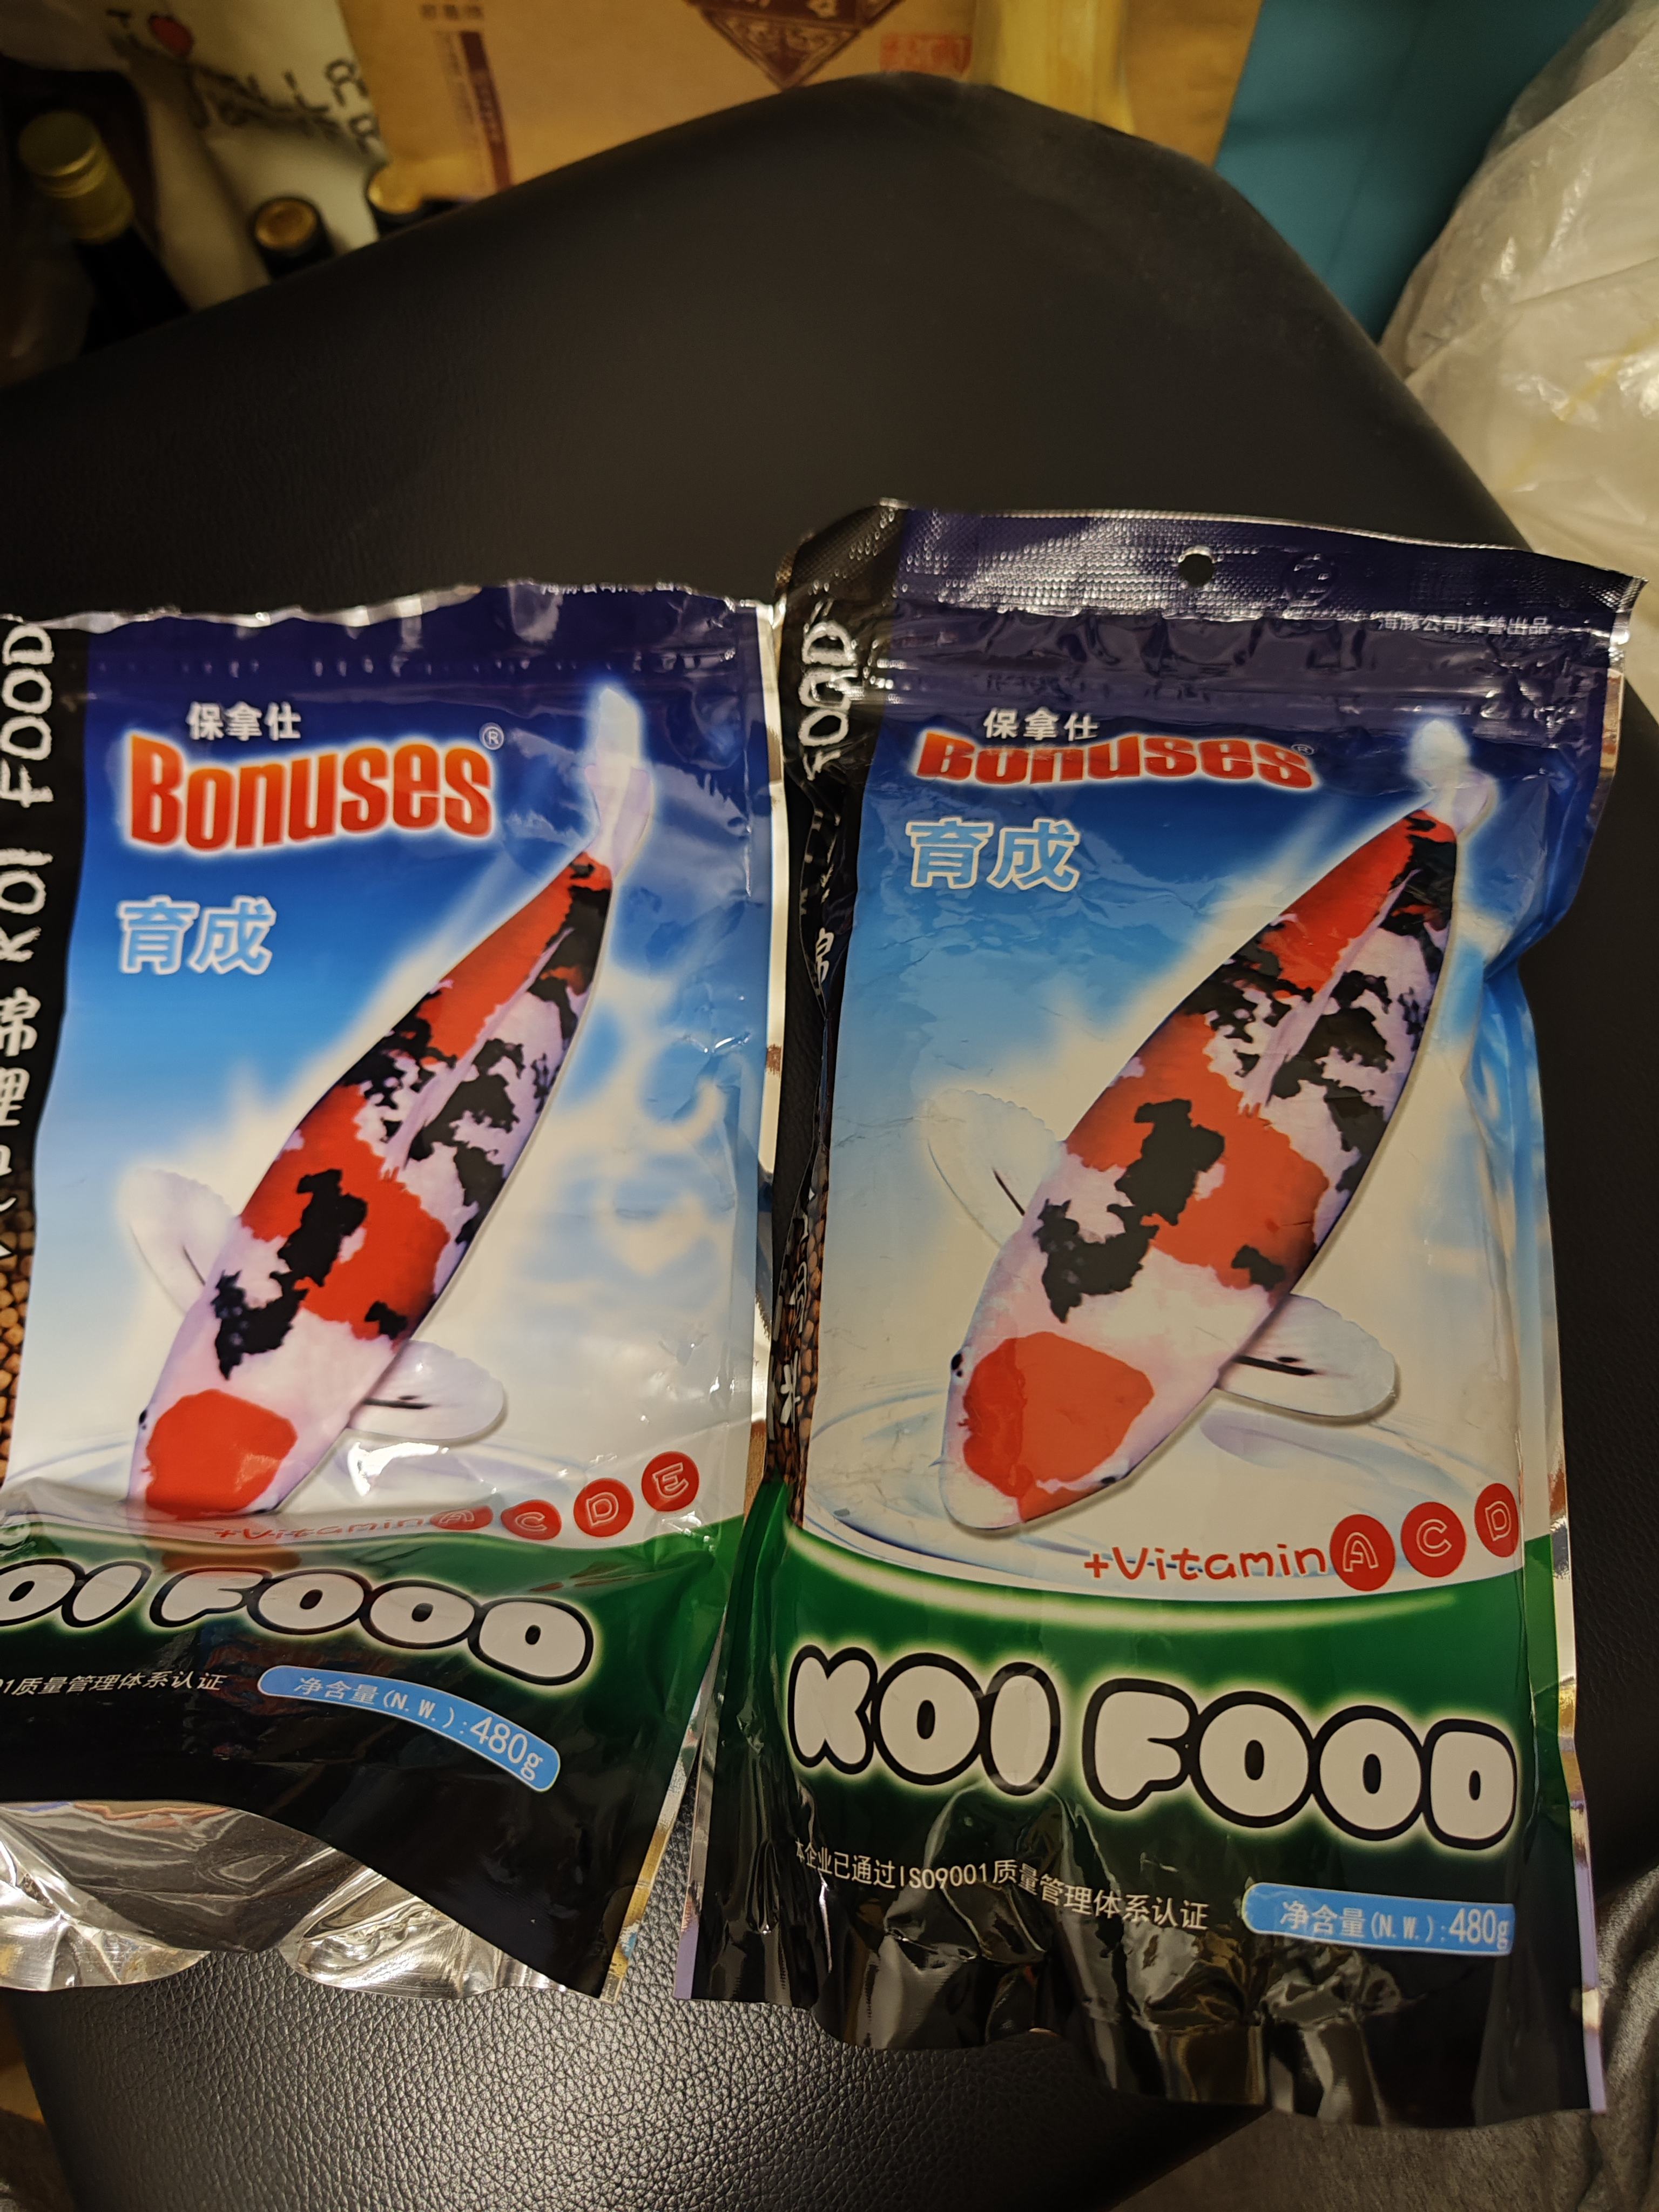 KOI FOOD
保拿仕
Bonuses®
育成
+Vitamin A C D E
KOI FOOD
质量管理体系认证
净含量(N.W.):480g
FOOD
海豚公司荣誉出品
保拿仕
Bonuses®
育成
+Vitamin A C D
KOI FOOD
本企业已通过ISO9001质量管理体系认证
净含量(N.W.):480g